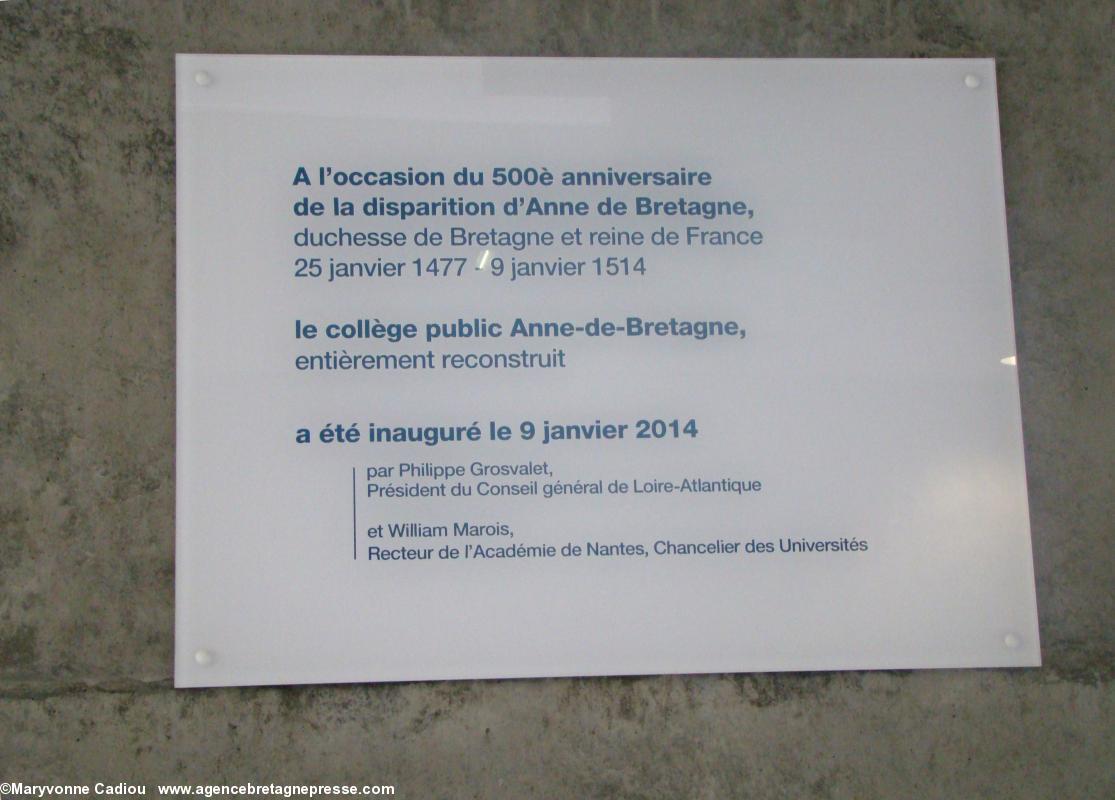 A l'occasion du 500è anniversaire
de la disparition d'Anne de Bretagne,
duchesse de Bretagne et reine de France
25 janvier 1477 - 9 janvier 1514
le collège public Anne-de-Bretagne,
entièrement reconstruit
a été inauguré le 9 janvier 2014
par Philippe Grosvalet,
Président du Conseil général de Loire-Atlantique
et William Marois,
Recteur de l'Académie de Nantes, Chancelier des Universités
©Maryvonne Cadiou www.agencebretagnepresse.com